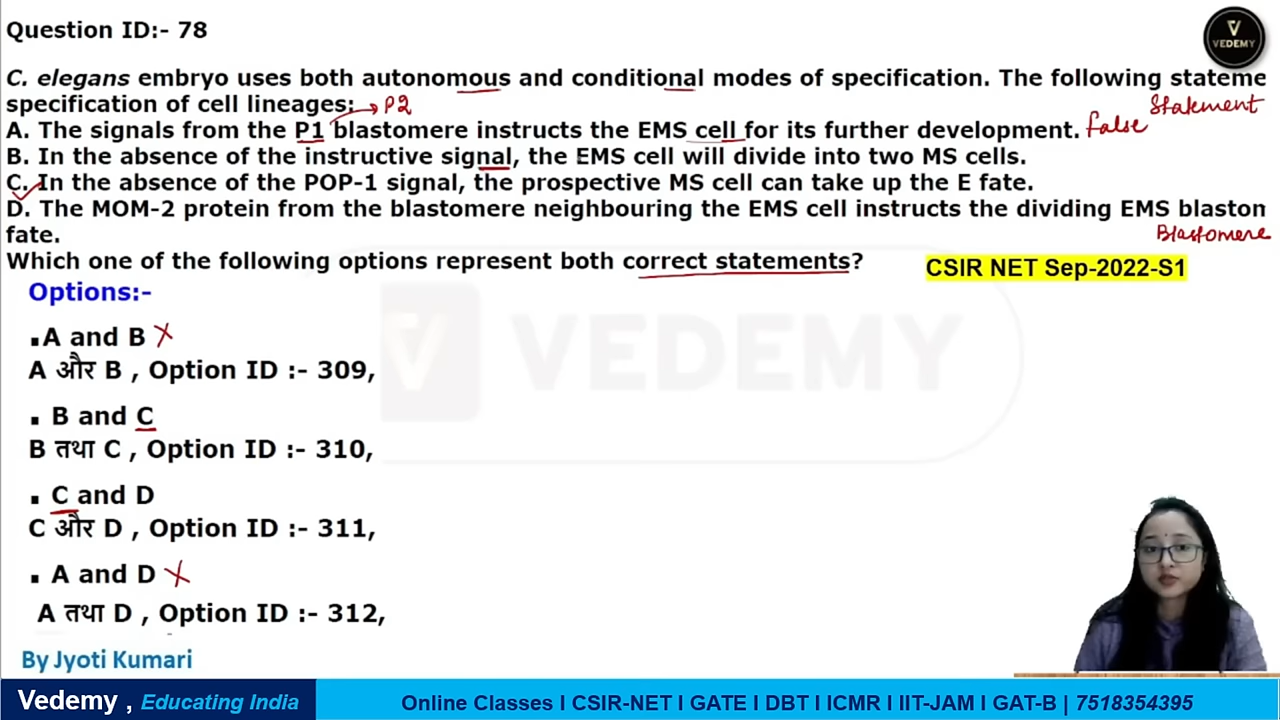 Question ID:- 78
VEDEMY
C. elegans embryo uses both autonomous and conditional modes of specification. The following stateme
specification of cell lineages:
P2
Statement
A. The signals from the P1 blastomere instructs the EMS cell for its further development.
false
B. In the absence of the instructive signal, the EMS cell will divide into two MS cells.
C. In the absence of the POP-1 signal, the prospective MS cell can take up the E fate.
D. The MOM-2 protein from the blastomere neighbouring the EMS cell instructs the dividing EMS blaston
fate.
Blastomere
Which one of the following options represent both correct statements?
CSIR NET Sep-2022-S1
Options:-
A and B
A और B , Option ID :- 309,
B and C
B तथा C , Option ID :- 310,
C and D
C और D , Option ID :- 311,
A and D
A तथा D , Option ID :- 312,
VEDEMY
By Jyoti Kumari
Vedemy , Educating India
Online Classes I CSIR-NET I GATE I DBT I ICMR I IIT-JAM I GAT-B | 7518354395